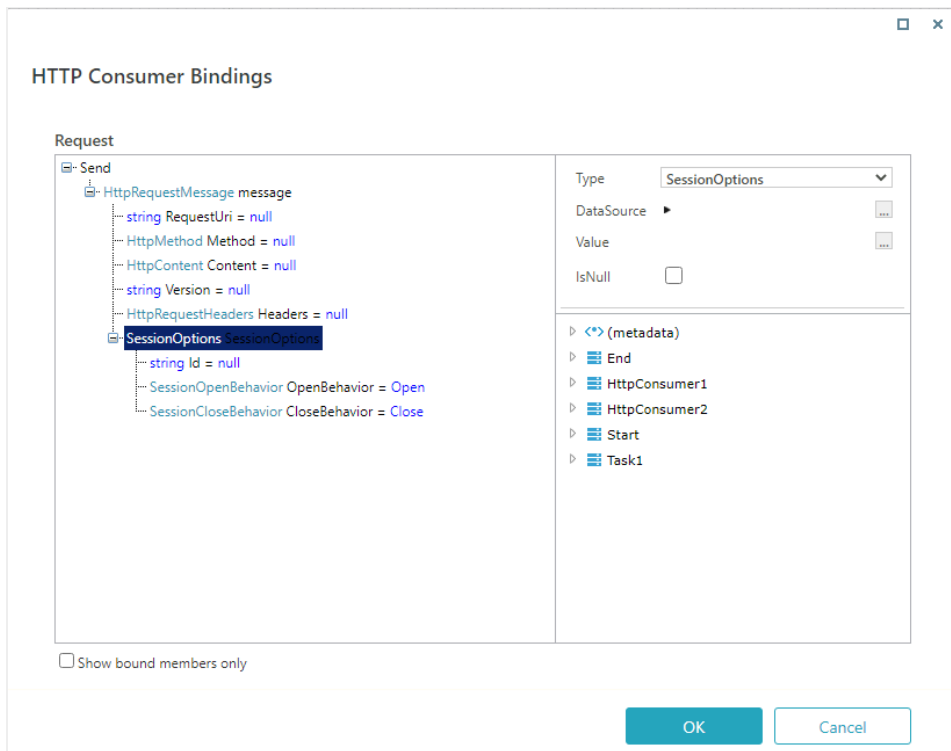 HTTP Consumer Bindings
Request
Send
HttpRequestMessage message
string RequestUri = null
HttpMethod Method = null
HttpContent Content = null
string Version = null
HttpRequestHeaders Headers = null
SessionOptions SessionOptions
string Id = null
SessionOpenBehavior OpenBehavior = Open
SessionCloseBehavior CloseBehavior = Close
Type SessionOptions
DataSource ...
Value ...
IsNull
(metadata)
End
HttpConsumer1
HttpConsumer2
Start
Task1
Show bound members only
OK Cancel